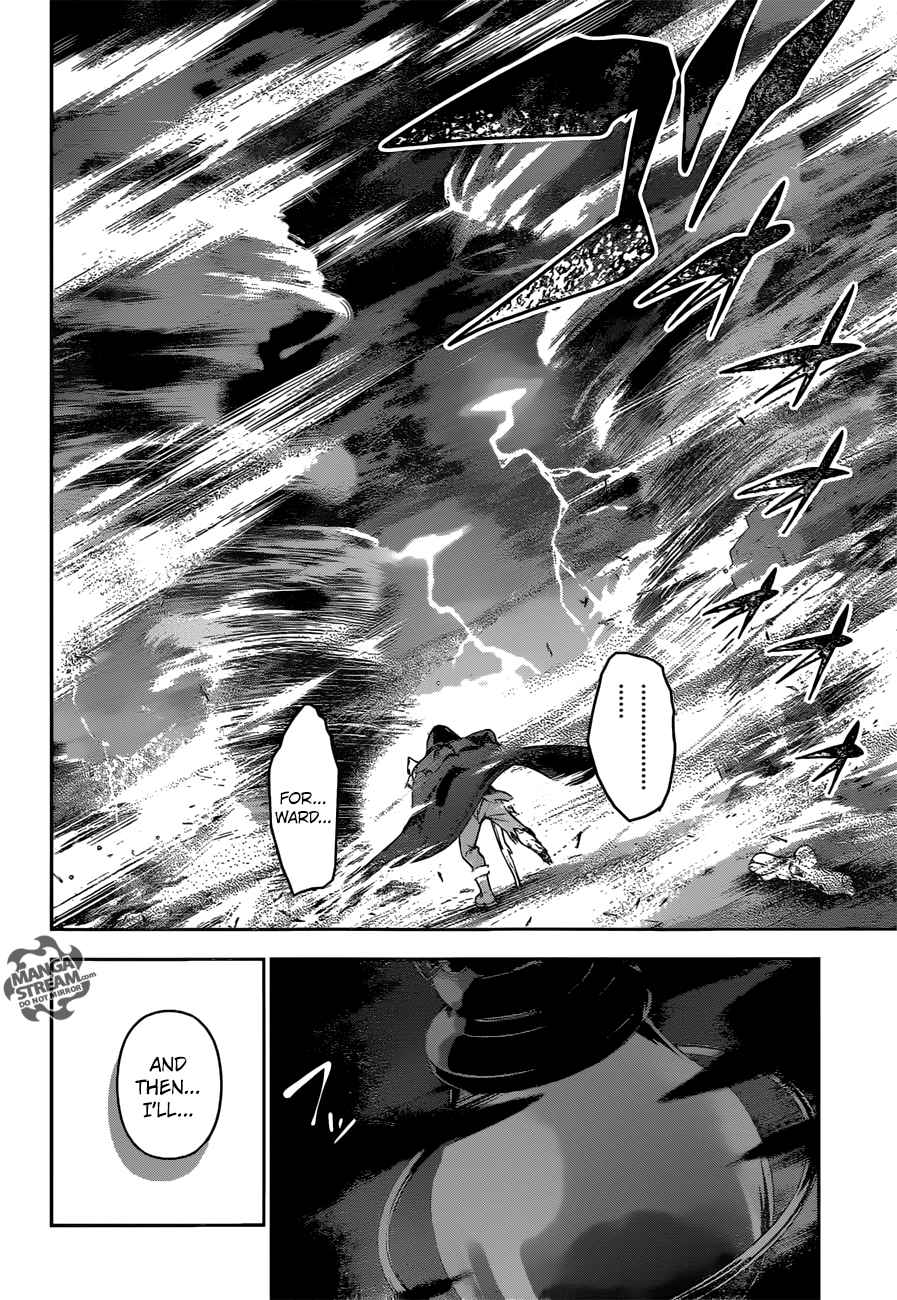 ............
......
FOR...
WARD...
MANGA
STREAM.com
DO NOT MIRROR
AND
THEN...
I'LL...